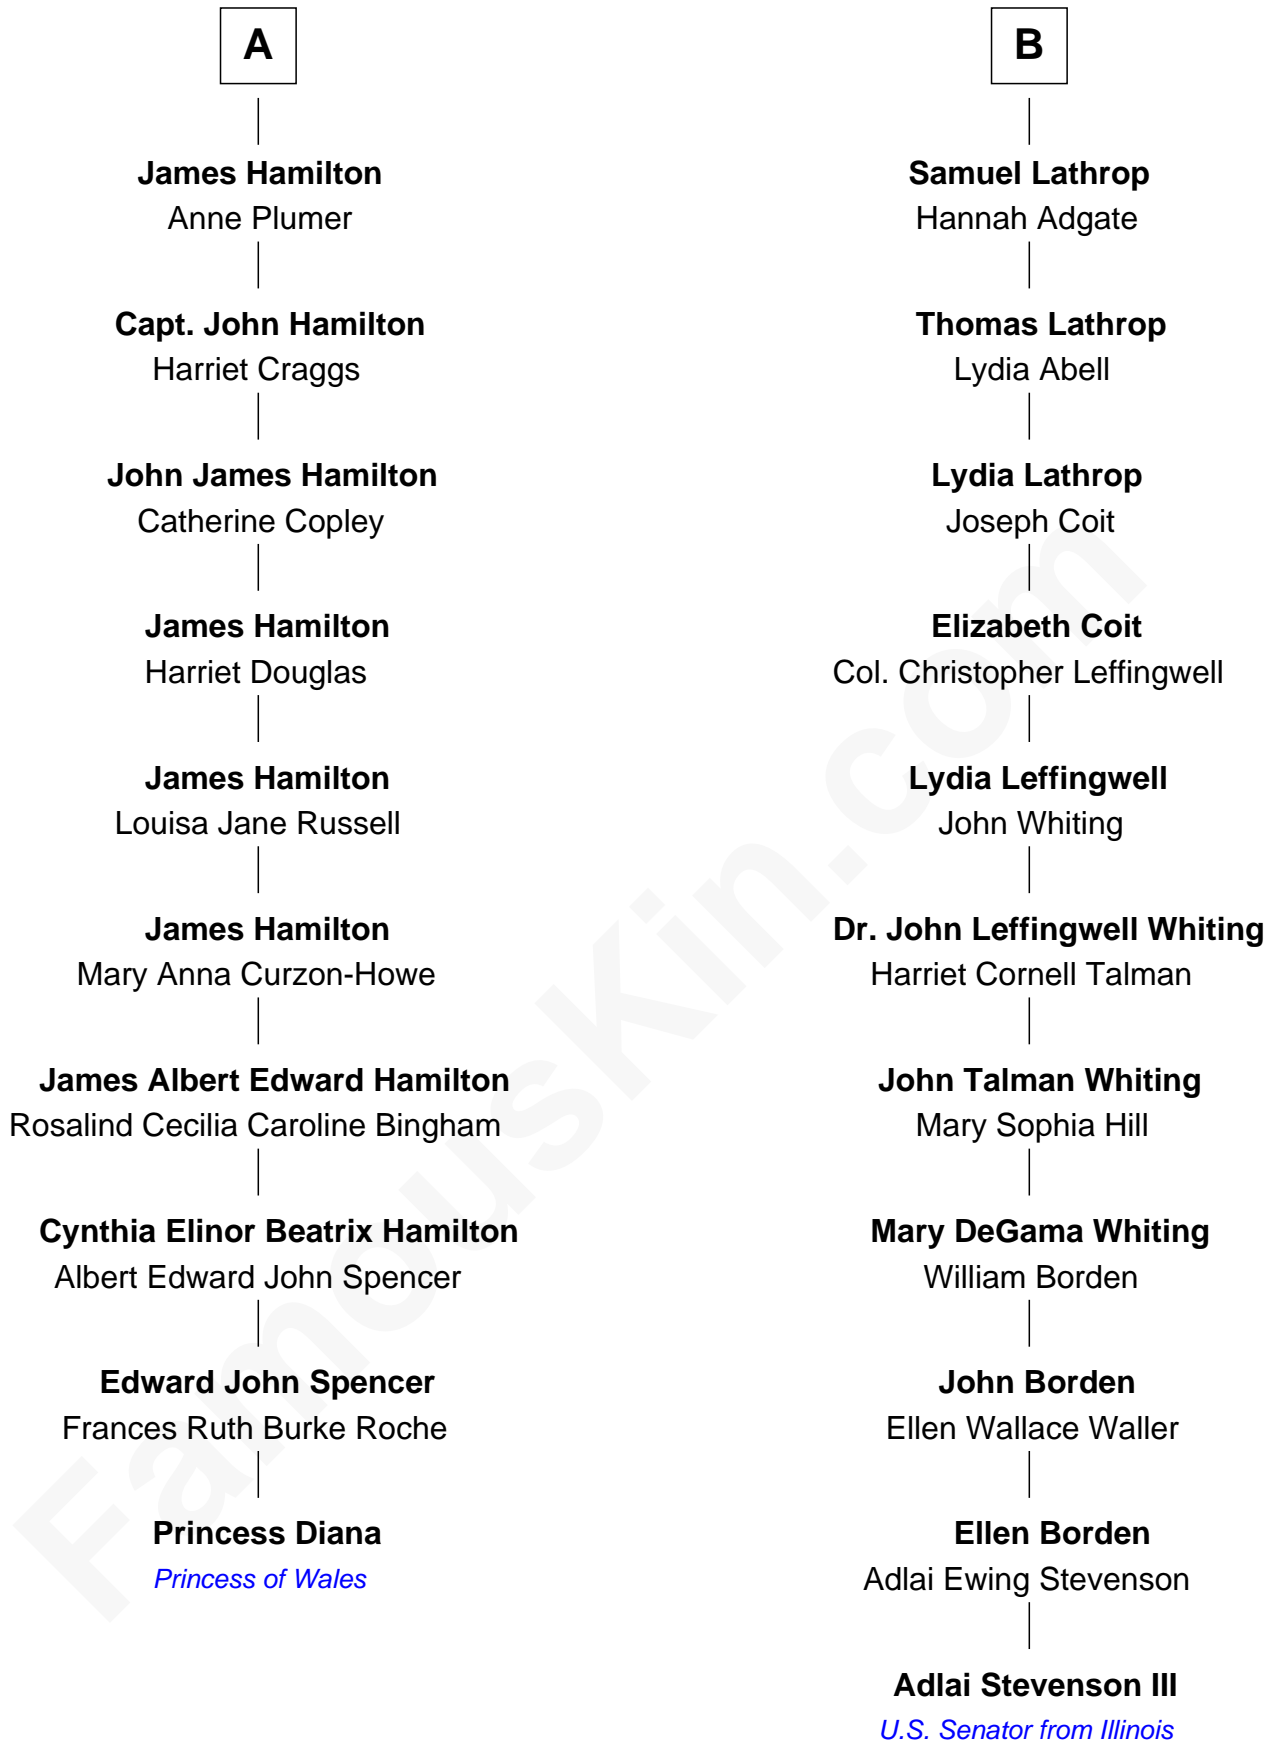 A
James Hamilton
Anne Plumer
Capt. John Hamilton
Harriet Craggs
John James Hamilton
Catherine Copley
James Hamilton
Harriet Douglas
James Hamilton
Louisa Jane Russell
James Hamilton
Mary Anna Curzon-Howe
James Albert Edward Hamilton
Rosalind Cecilia Caroline Bingham
Cynthia Elinor Beatrix Hamilton
Albert Edward John Spencer
Edward John Spencer
Frances Ruth Burke Roche
Princess Diana
Princess of Wales
B
Samuel Lathrop
Hannah Adgate
Thomas Lathrop
Lydia Abell
Lydia Lathrop
Joseph Coit
Elizabeth Coit
Col. Christopher Leffingwell
Lydia Leffingwell
John Whiting
Dr. John Leffingwell Whiting
Harriet Cornell Talman
John Talman Whiting
Mary Sophia Hill
Mary DeGama Whiting
William Borden
John Borden
Ellen Wallace Waller
Ellen Borden
Adlai Ewing Stevenson
Adlai Stevenson III
U.S. Senator from Illinois
FamousKin.com